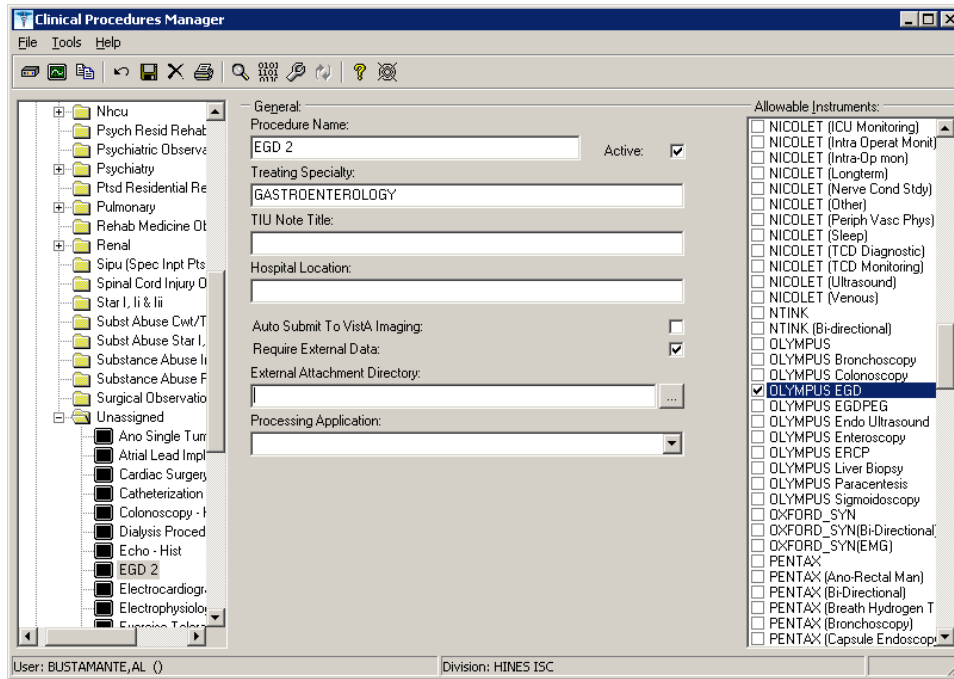 Clinical Procedures Manager
File Tools Help
Nhcu
Psych Resid Rehab
Psychiatric Observa
Psychiatry
Ptsd Residential Re
Pulmonary
Rehab Medicine Ob
Renal
Sipu (Spec Inpt Pts
Spinal Cord Injury O
Star I, Ii & Iii
Subst Abuse Cwt/T
Subst Abuse Star I,
Substance Abuse In
Substance Abuse F
Surgical Observatio
Unassigned
Ano Single Tum
Atrial Lead Impl
Cardiac Surgery
Catheterization
Colonoscopy - H
Dialysis Proced
Echo - Hist
EGD 2
Electrocardiogr
Electrophysiolo
Exercise Tolera
General:
Procedure Name:
EGD 2
Active:
Treating Specialty:
GASTROENTEROLOGY
TIU Note Title:
Hospital Location:
Auto Submit To VistA Imaging:
Require External Data:
External Attachment Directory:
...
Processing Application:
Allowable Instruments:
NICOLET (ICU Monitoring)
NICOLET (Intra Operat Monit)
NICOLET (Intra-Op mon)
NICOLET (Longterm)
NICOLET (Nerve Cond Stdy)
NICOLET (Other)
NICOLET (Periph Vasc Phys)
NICOLET (Sleep)
NICOLET (TCD Diagnostic)
NICOLET (TCD Monitoring)
NICOLET (Ultrasound)
NICOLET (Venous)
NTINK
NTINK (Bi-directional)
OLYMPUS
OLYMPUS Bronchoscopy
OLYMPUS Colonoscopy
OLYMPUS EGD
OLYMPUS EGDPEG
OLYMPUS Endo Ultrasound
OLYMPUS Enteroscopy
OLYMPUS ERCP
OLYMPUS Liver Biopsy
OLYMPUS Paracentesis
OLYMPUS Sigmoidoscopy
OXFORD_SYN
OXFORD_SYN(Bi-Directional)
OXFORD_SYN(EMG)
PENTAX
PENTAX (Ano-Rectal Man)
PENTAX (Bi-Directional)
PENTAX (Breath Hydrogen T
PENTAX (Bronchoscopy)
PENTAX (Capsule Endoscop
User: BUSTAMANTE,AL ()
Division: HINES ISC